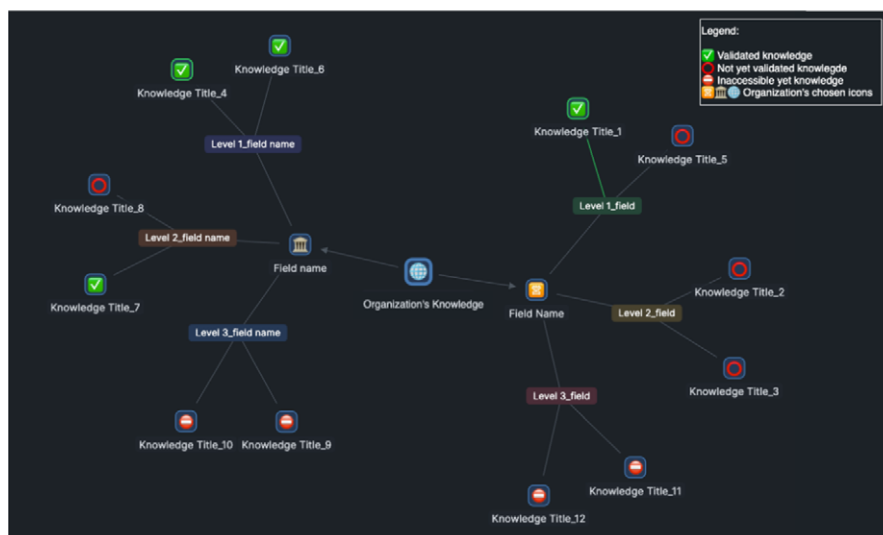 Legend:
Validated knowledge
Not yet validated knowlegde
Inaccessible yet knowledge
Organization's chosen icons
Knowledge Title_6
Knowledge Title_4
Knowledge Title_1
Level 1_field name
Knowledge Title_5
Knowledge Title_8
Level 1_field
Level 2_field name
Field name
Knowledge Title_2
Organization's Knowledge
Knowledge Title_7
Field Name
Level 2_field
Level 3_field name
Knowledge Title_3
Level 3_field
Knowledge Title_10
Knowledge Title_9
Knowledge Title_11
Knowledge Title_12